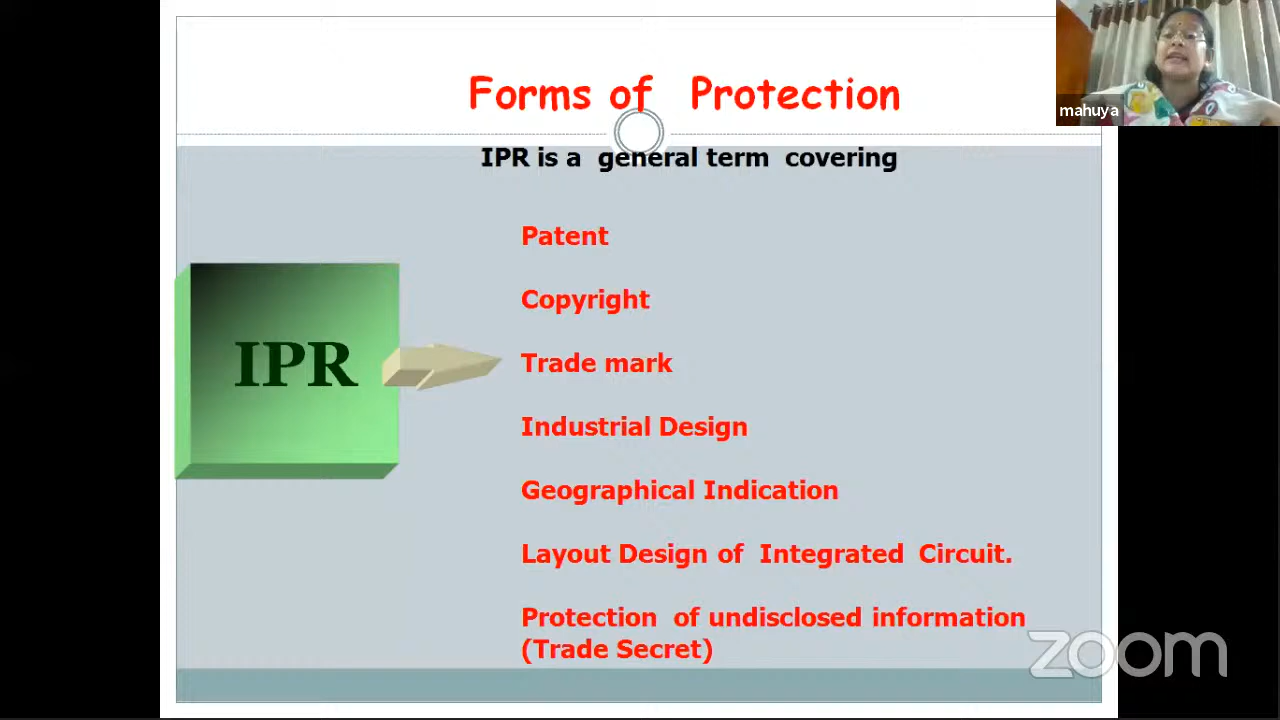 Forms of Protection
mahuya
IPR is a general term covering
Patent
Copyright
IPR
Trade mark
Industrial Design
Geographical Indication
Layout Design of Integrated Circuit.
Protection of undisclosed information
(Trade Secret)
zoom